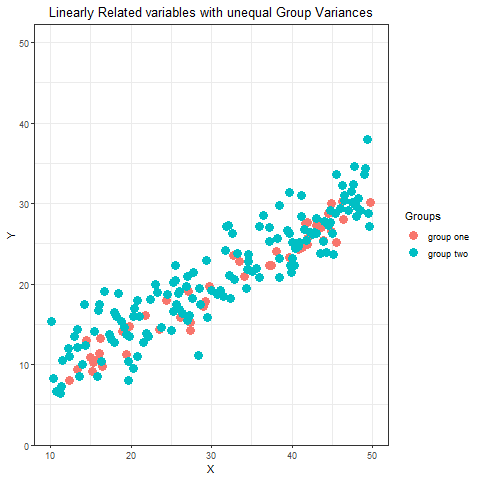 Linearly Related variables with unequal Group Variances
50
40
30
20
10
0
Y
10 20 30 40 50
X
Groups
group one
group two